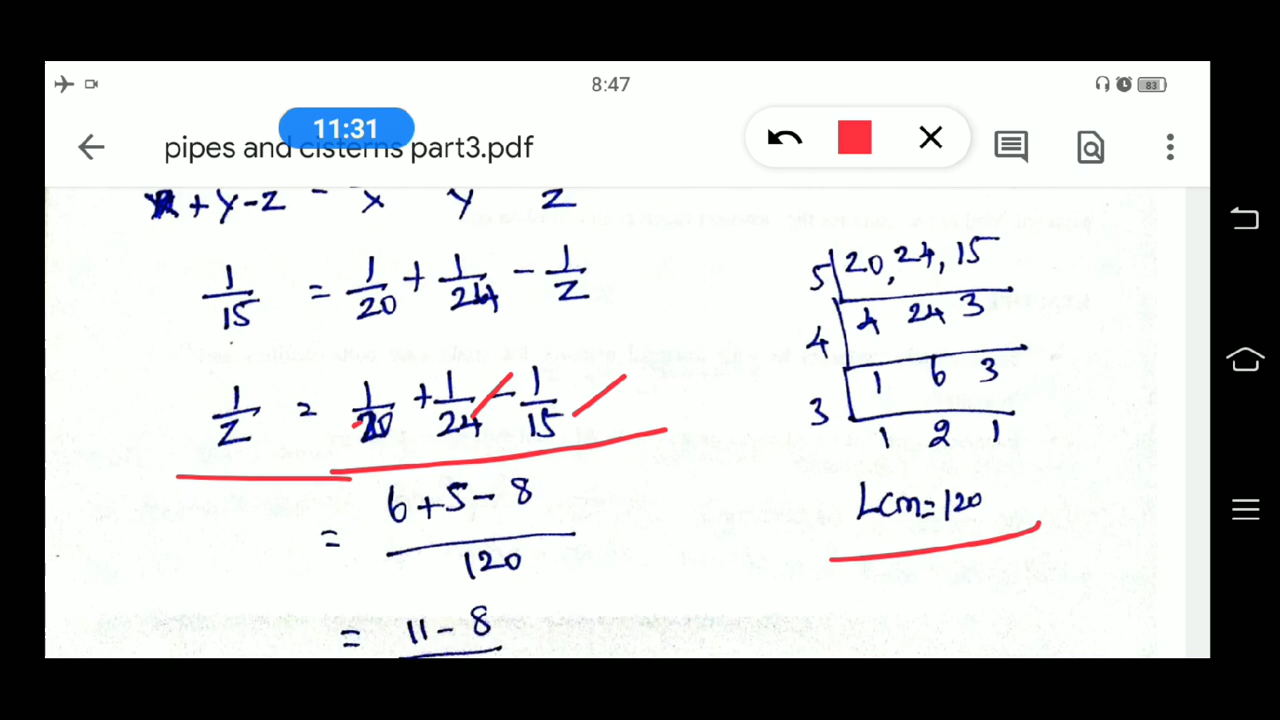 8:47
83
11:31
pipes and cisterns part3.pdf
x + y - z = x y z
1/15 = 1/20 + 1/24 - 1/z
1/z = 1/20 + 1/24 - 1/15
= 6+5-8/120
= 11-8
5 20, 24, 15
4 4 24 3
3 1 6 3
1 2 1
Lcm=120